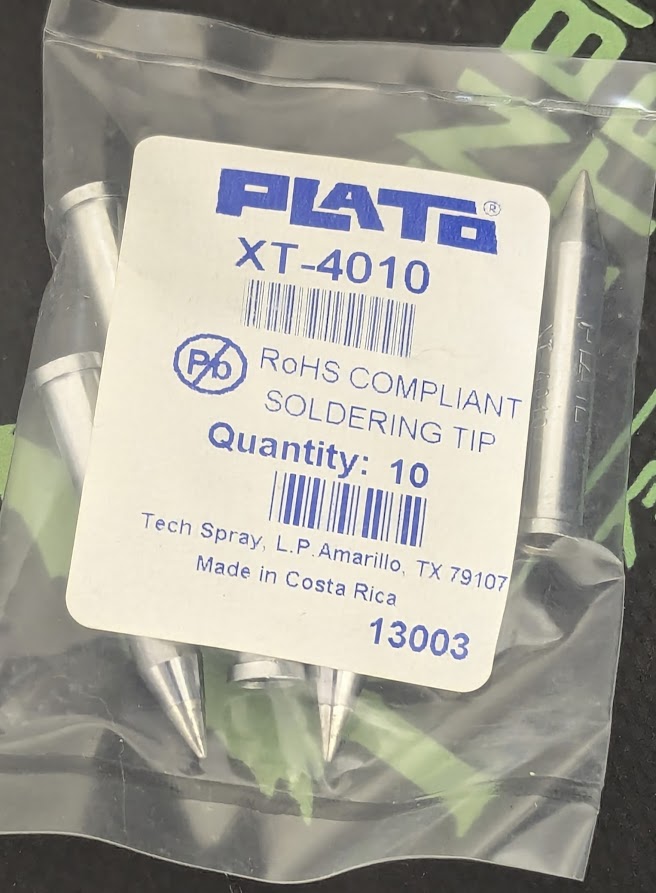 PLATO®
XT-4010
Pb
RoHS COMPLIANT
SOLDERING TIP
Quantity: 10
Tech Spray, L.P. Amarillo, TX 79107
Made in Costa Rica
13003